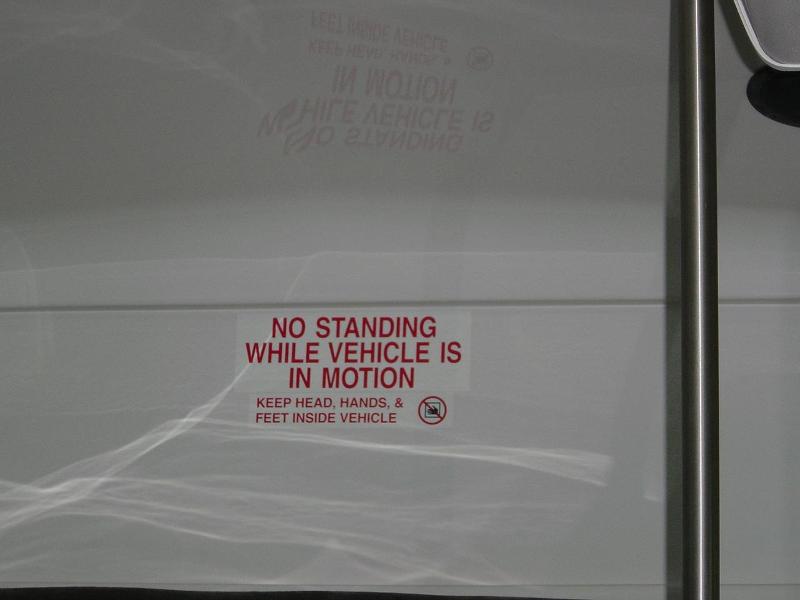 NO STANDING
WHILE VEHICLE IS
IN MOTION
KEEP HEAD, HANDS, &
FEET INSIDE VEHICLE